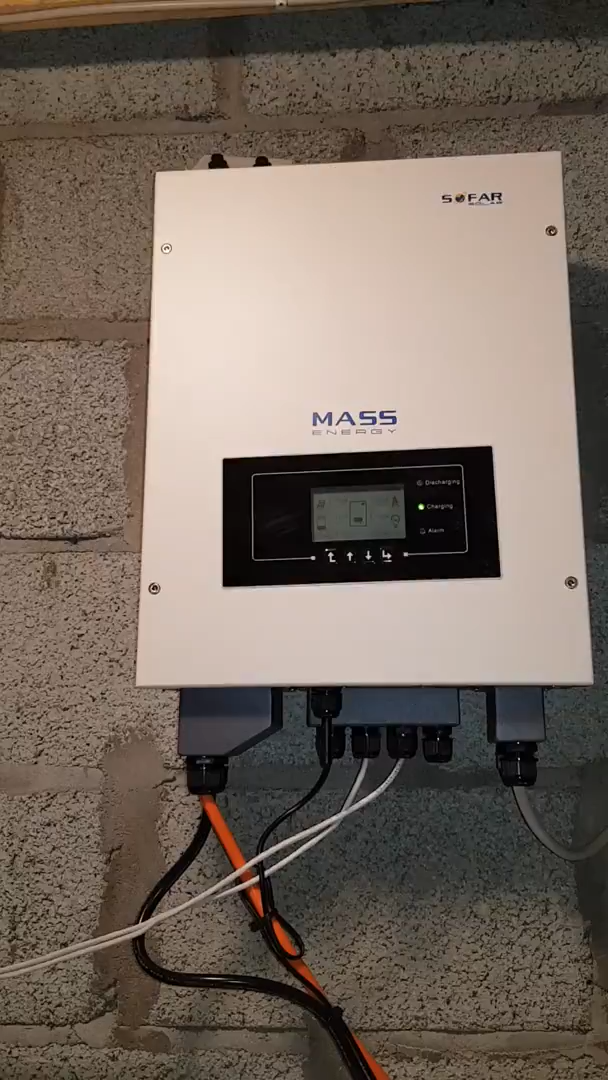 SOFAR
SOLAR
MASS
ENERGY
Discharging
Charging
Alarm